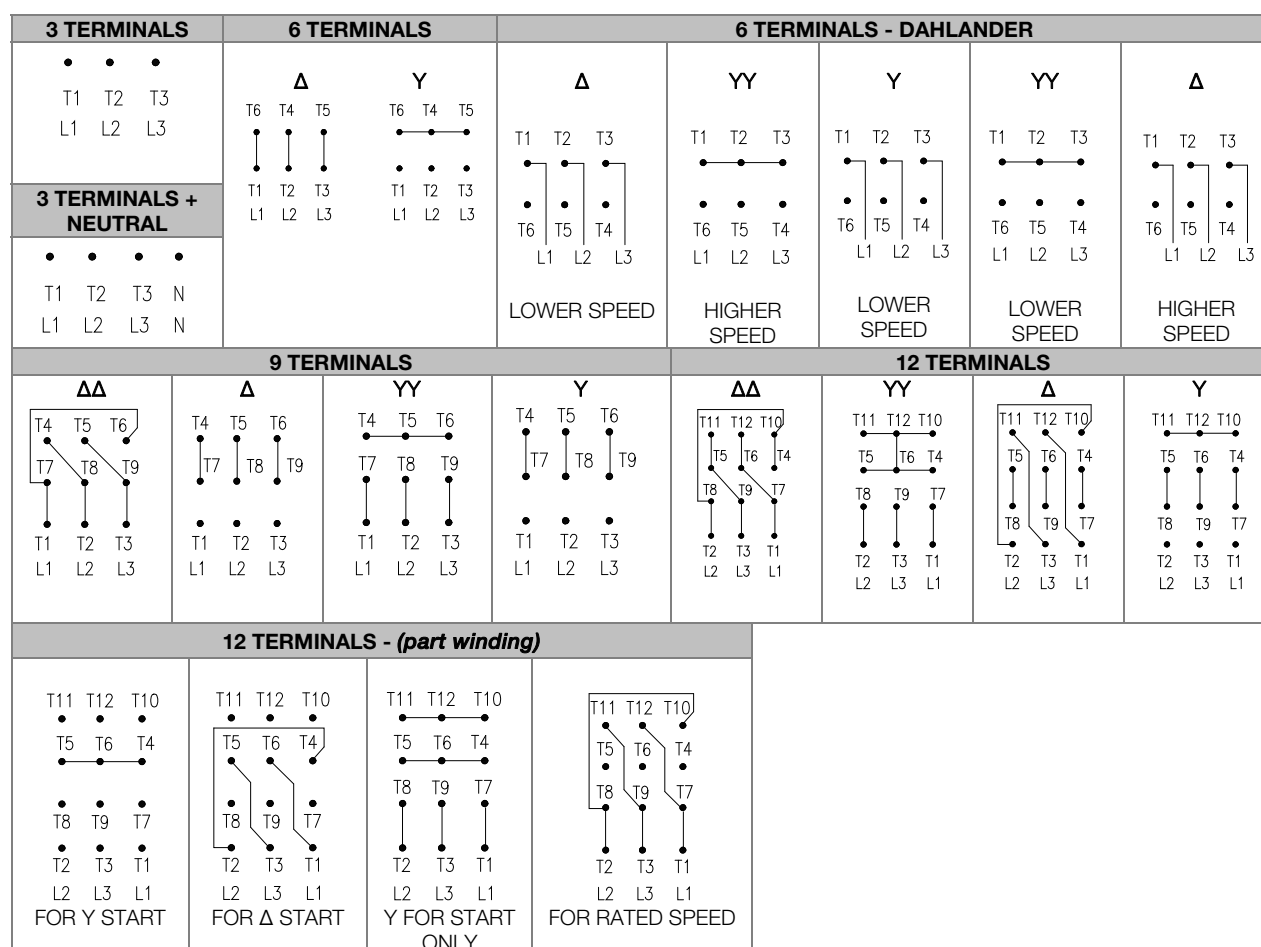 3 TERMINALS
T1 T2 T3
L1 L2 L3
3 TERMINALS +
NEUTRAL
T1 T2 T3 N
L1 L2 L3 N
6 TERMINALS
Δ Y
T6 T4 T5 T6 T4 T5
T1 T2 T3 T1 T2 T3
L1 L2 L3 L1 L2 L3
6 TERMINALS - DAHLANDER
Δ
T1 T2 T3
T6 T5 T4
L1 L2 L3
LOWER SPEED
YY
T1 T2 T3
T6 T5 T4
L1 L2 L3
HIGHER
SPEED
Y
T1 T2 T3
T6 T5 T4
L1 L2 L3
LOWER
SPEED
YY
T1 T2 T3
T6 T5 T4
L1 L2 L3
LOWER
SPEED
Δ
T1 T2 T3
T6 T5 T4
L1 L2 L3
HIGHER
SPEED
9 TERMINALS
ΔΔ
T4 T5 T6
T7 T8 T9
T1 T2 T3
L1 L2 L3
Δ
T4 T5 T6
T7 T8 T9
T1 T2 T3
L1 L2 L3
YY
T4 T5 T6
T7 T8 T9
T1 T2 T3
L1 L2 L3
Y
T4 T5 T6
T7 T8 T9
T1 T2 T3
L1 L2 L3
12 TERMINALS
ΔΔ
T11 T12 T10
T5 T6 T4
T8 T9 T7
T2 T3 T1
L2 L3 L1
YY
T11 T12 T10
T5 T6 T4
T8 T9 T7
T2 T3 T1
L2 L3 L1
Δ
T11 T12 T10
T5 T6 T4
T8 T9 T7
T2 T3 T1
L2 L3 L1
Y
T11 T12 T10
T5 T6 T4
T8 T9 T7
T2 T3 T1
L2 L3 L1
12 TERMINALS - (part winding)
T11 T12 T10
T5 T6 T4
T8 T9 T7
T2 T3 T1
L2 L3 L1
FOR Y START
T11 T12 T10
T5 T6 T4
T8 T9 T7
T2 T3 T1
L2 L3 L1
FOR Δ START
T11 T12 T10
T5 T6 T4
T8 T9 T7
T2 T3 T1
L2 L3 L1
Y FOR START
ONLY
T11 T12 T10
T5 T6 T4
T8 T9 T7
T2 T3 T1
L2 L3 L1
FOR RATED SPEED